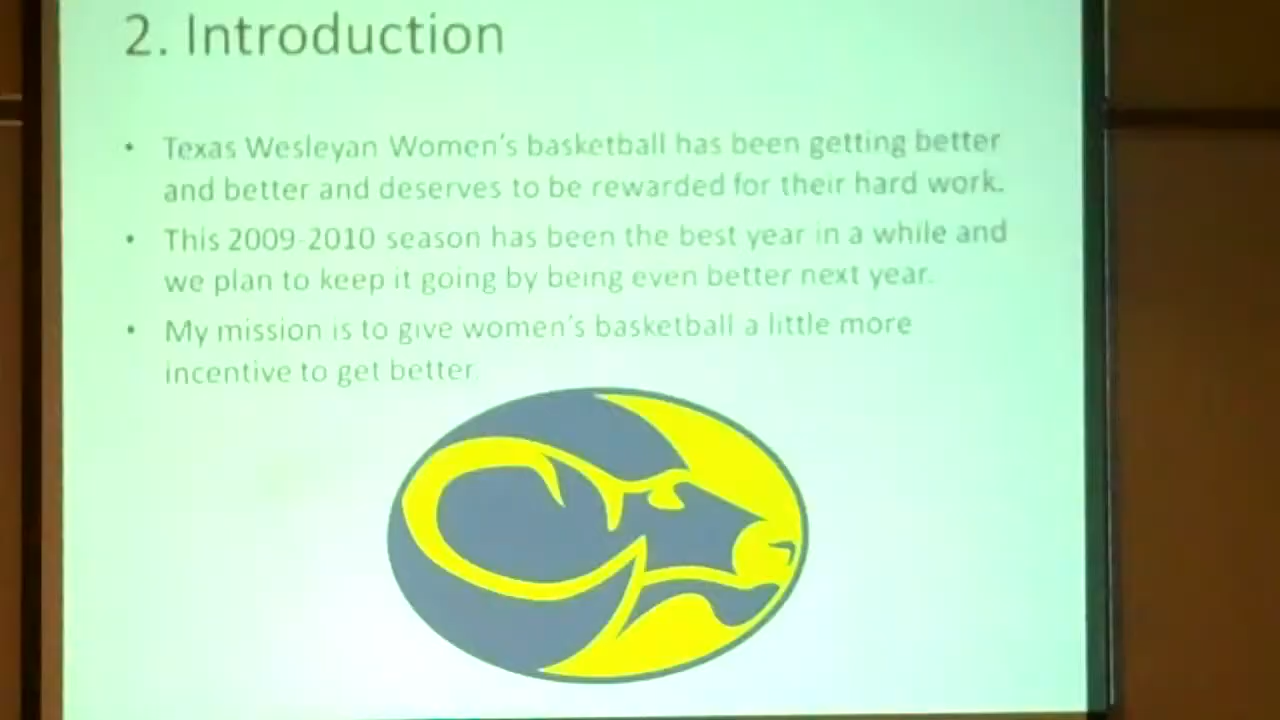 2. Introduction
• Texas Wesleyan Women's basketball has been getting better
and better and deserves to be rewarded for their hard work.
• This 2009-2010 season has been the best year in a while and
we plan to keep it going by being even better next year.
• My mission is to give women's basketball a little more
incentive to get better.